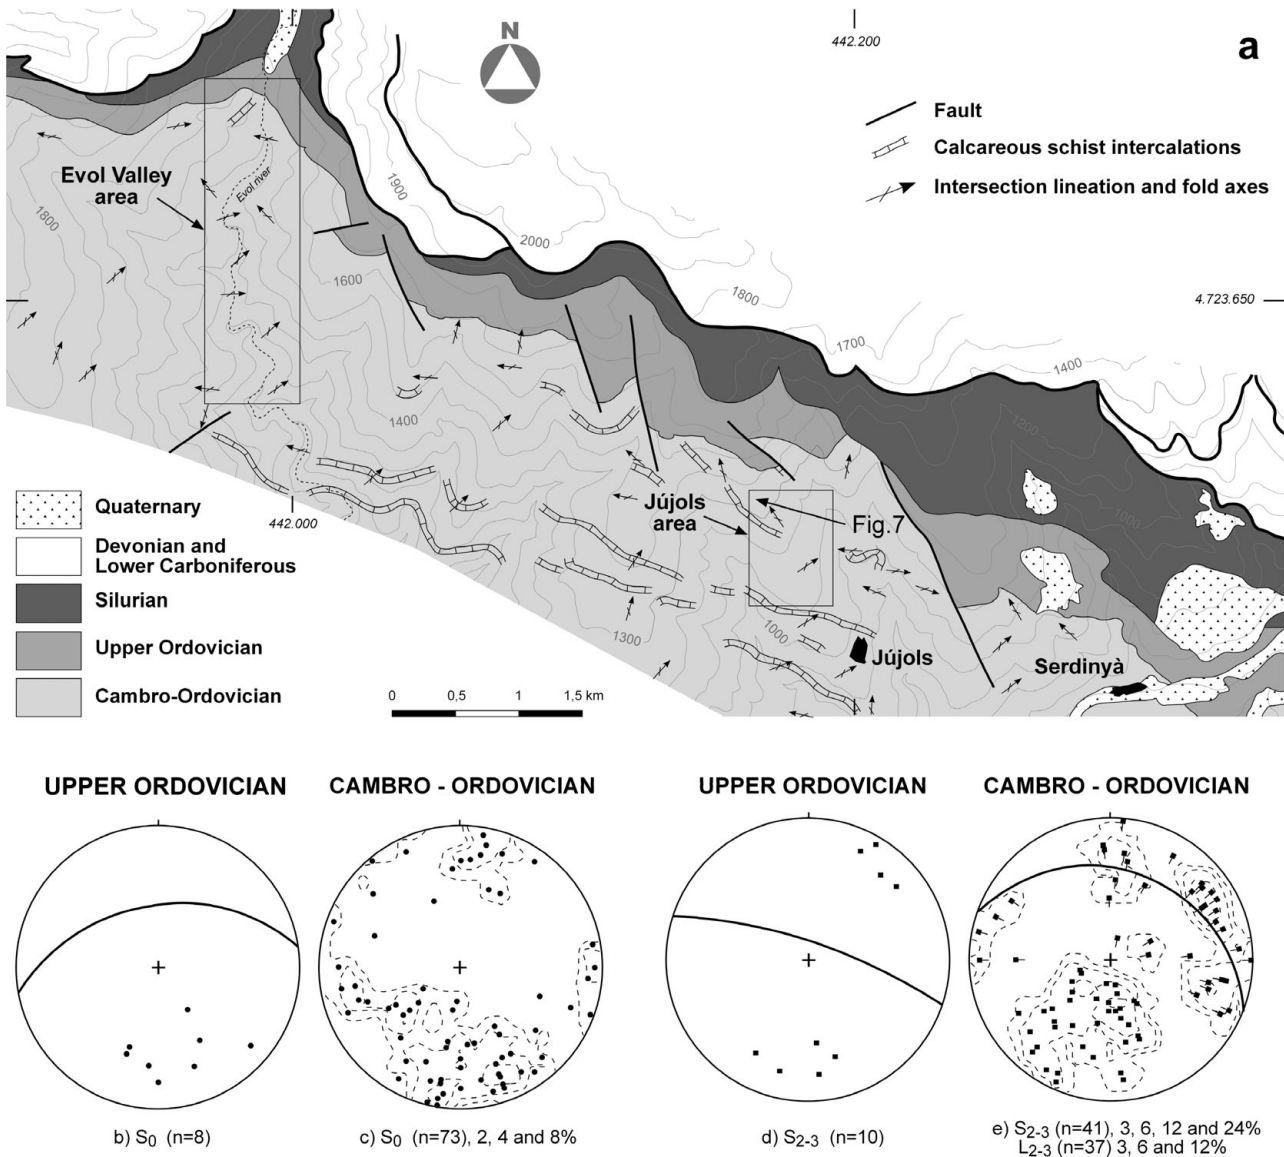 N
442.200
a
Fault
Calcareous schist intercalations
Intersection lineation and fold axes
Evol Valley
area
Evol river
1800
1900
2000
1600
1800
4.723.650
1700
1400
1400
1200
1000
Quaternary
Devonian and
Lower Carboniferous
Silurian
Upper Ordovician
Cambro-Ordovician
442.000
Jújols
area
Fig.7
1300
1000
Jújols
Serdinyà
0 0,5 1 1,5 km
UPPER ORDOVICIAN
CAMBRO - ORDOVICIAN
UPPER ORDOVICIAN
CAMBRO - ORDOVICIAN
b) S0 (n=8)
c) S0 (n=73), 2, 4 and 8%
d) S2-3 (n=10)
e) S2-3 (n=41), 3, 6, 12 and 24%
L2-3 (n=37) 3, 6 and 12%